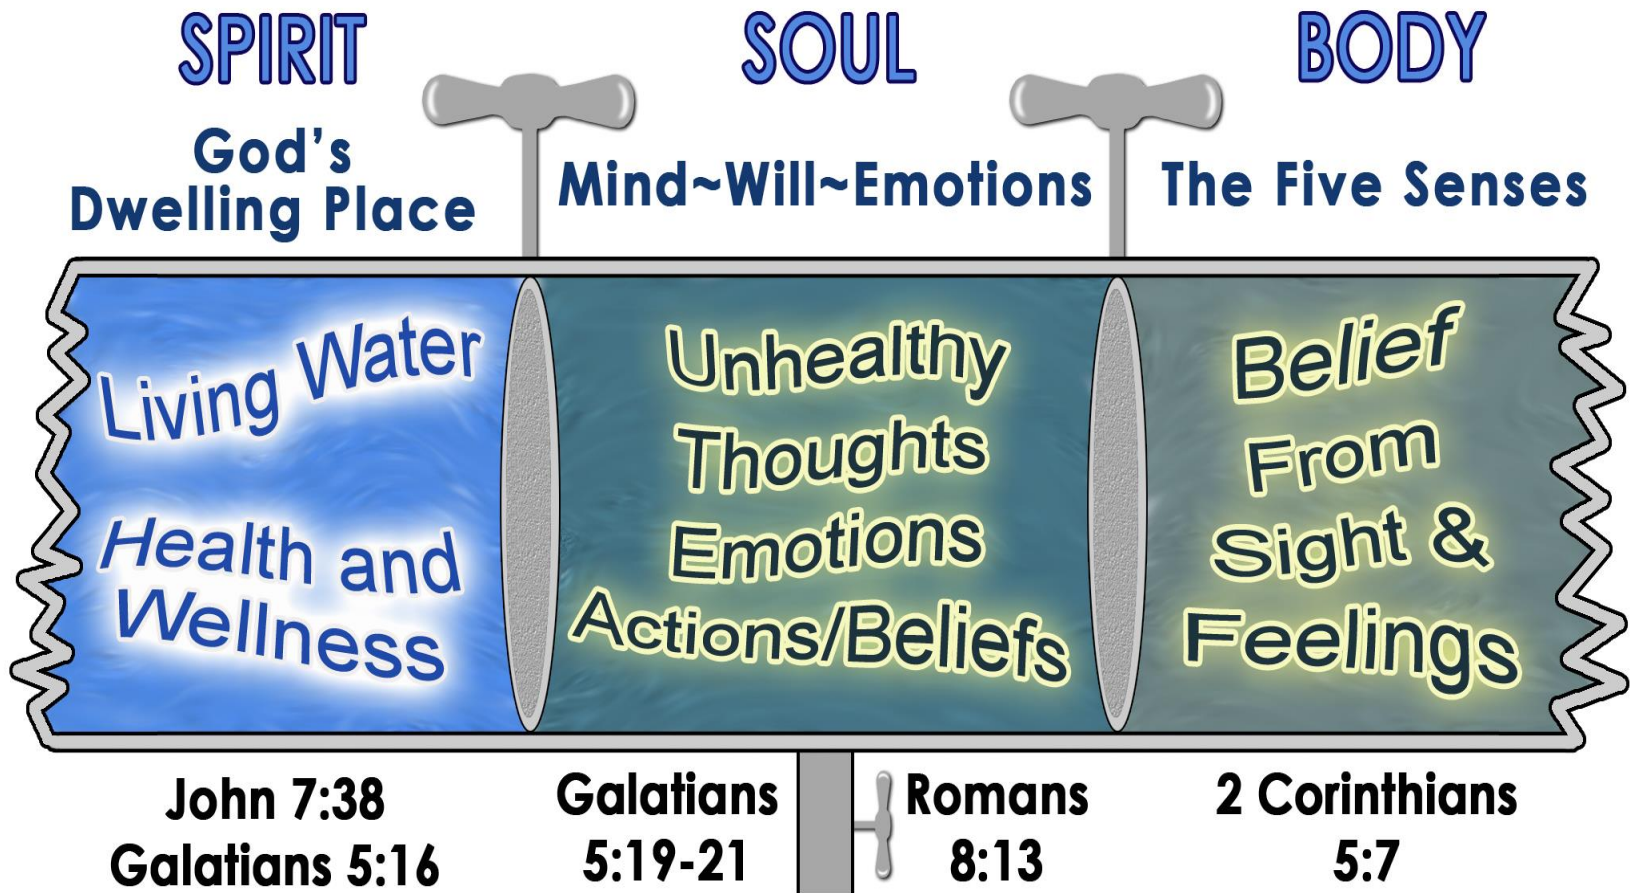 SPIRIT
God's
Dwelling Place
SOUL
Mind~Will~Emotions
BODY
The Five Senses
Living Water
Health and
Wellness
Unhealthy
Thoughts
Emotions
Actions/Beliefs
Belief
From
Sight &
Feelings
John 7:38
Galatians 5:16
Galatians
5:19-21
Romans
8:13
2 Corinthians
5:7